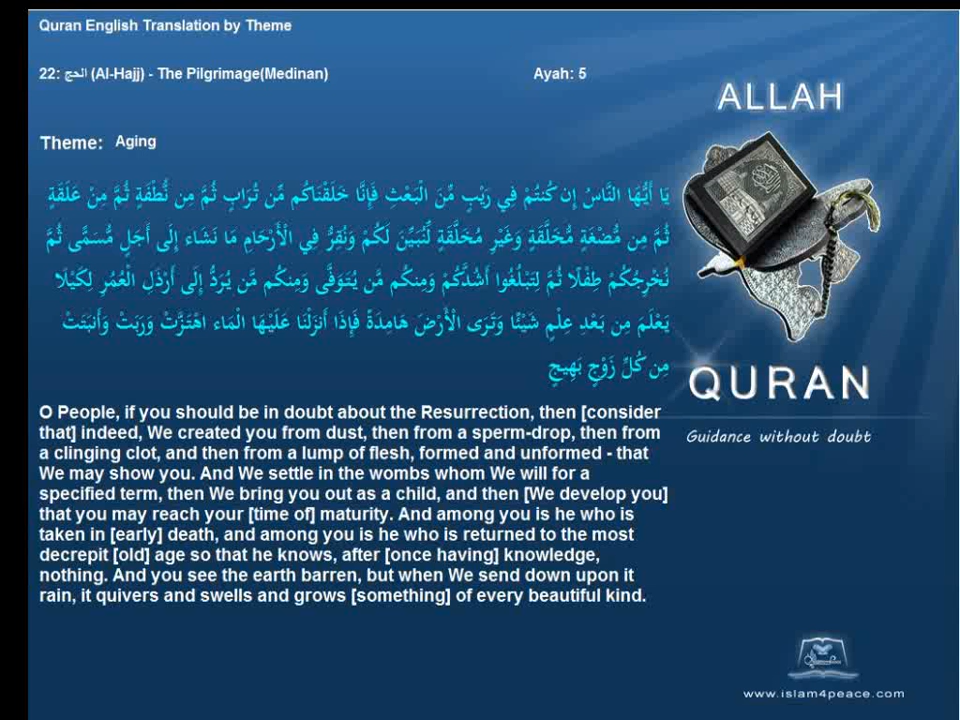 Quran English Translation by Theme
22: الحج (Al-Hajj) - The Pilgrimage(Medinan) Ayah: 5
Theme: Aging
يَا أَيُّهَا النَّاسُ إِن كُنتُمْ فِي رَيْبٍ مِّنَ الْبَعْثِ فَإِنَّا خَلَقْنَاكُم مِّن تُرَابٍ ثُمَّ مِن نُّطْفَةٍ ثُمَّ مِنْ عَلَقَةٍ
ثُمَّ مِن مُّضْغَةٍ مُّخَلَّقَةٍ وَغَيْرِ مُخَلَّقَةٍ لِّنُبَيِّنَ لَكُمْ وَنُقِرُّ فِي الْأَرْحَامِ مَا نَشَاء إِلَى أَجَلٍ مُّسَمًّى ثُمَّ
نُخْرِجُكُمْ طِفْلًا ثُمَّ لِتَبْلُغُوا أَشُدَّكُمْ وَمِنكُم مَّن يُتَوَفَّى وَمِنكُم مَّن يُرَدُّ إِلَى أَرْذَلِ الْعُمُرِ لِكَيْلَا
يَعْلَمَ مِن بَعْدِ عِلْمٍ شَيْئًا وَتَرَى الْأَرْضَ هَامِدَةً فَإِذَا أَنزَلْنَا عَلَيْهَا الْمَاء اهْتَزَّتْ وَرَبَتْ وَأَنبَتَتْ
مِن كُلِّ زَوْجٍ بَهِيجٍ
O People, if you should be in doubt about the Resurrection, then [consider
that] indeed, We created you from dust, then from a sperm-drop, then from
a clinging clot, and then from a lump of flesh, formed and unformed - that
We may show you. And We settle in the wombs whom We will for a
specified term, then We bring you out as a child, and then [We develop you]
that you may reach your [time of] maturity. And among you is he who is
taken in [early] death, and among you is he who is returned to the most
decrepit [old] age so that he knows, after [once having] knowledge,
nothing. And you see the earth barren, but when We send down upon it
rain, it quivers and swells and grows [something] of every beautiful kind.
ALLAH
QURAN
Guidance without doubt
www.islam4peace.com